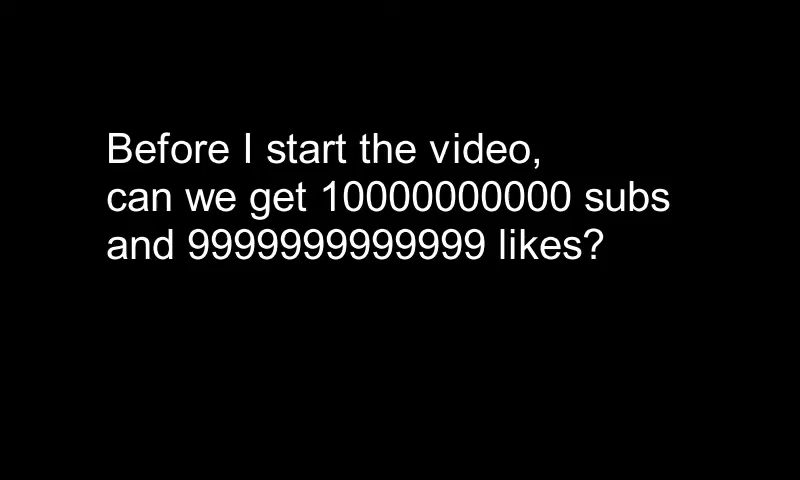 Before I start the video,
can we get 10000000000 subs
and 9999999999999 likes?